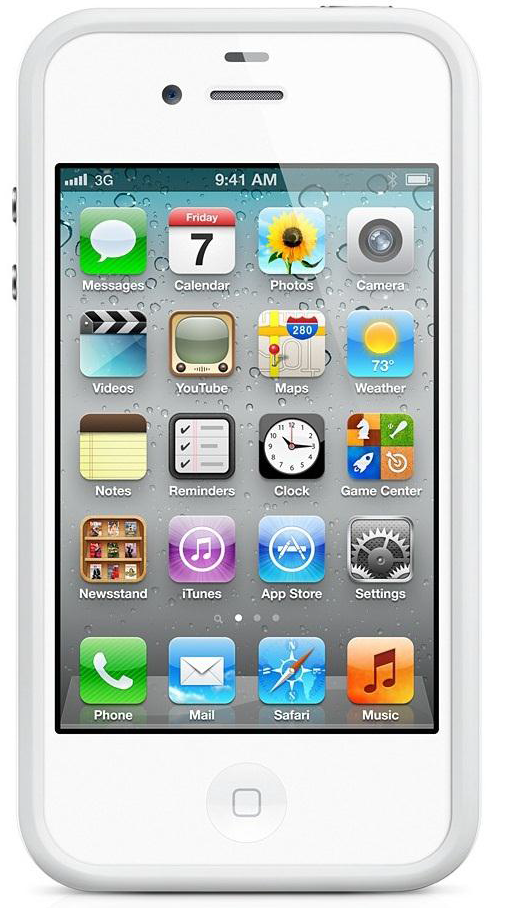 3G 9:41 AM
Friday
7
280
73°
Messages Calendar Photos Camera
Videos YouTube Maps Weather
Notes Reminders Clock Game Center
Newsstand iTunes App Store Settings
Phone Mail Safari Music